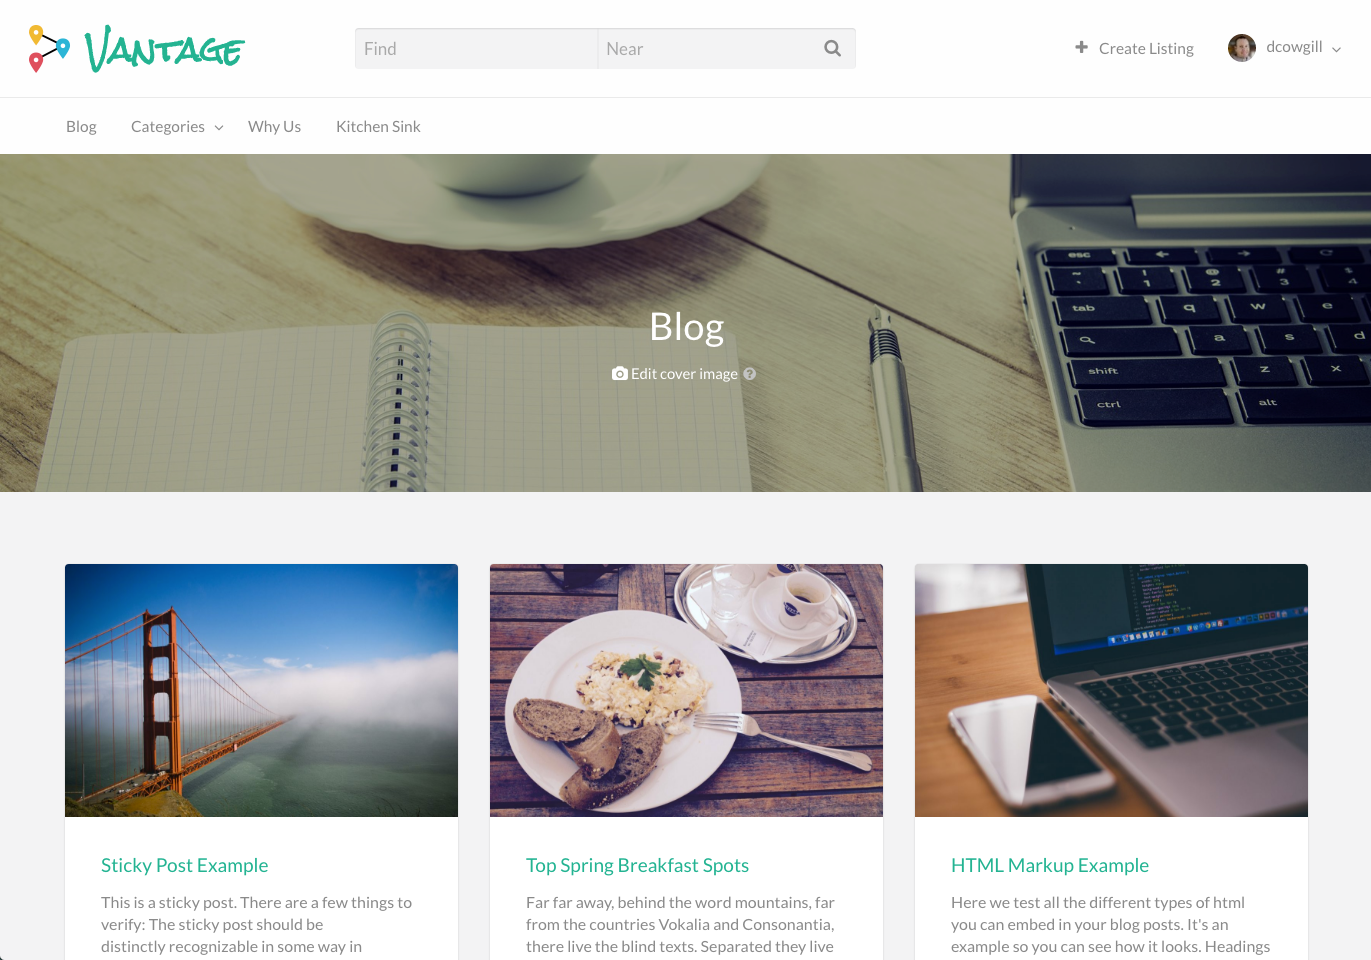 VANTAGE
Find
Near
Create Listing
dcowgill
Blog
Categories
Why Us
Kitchen Sink
Blog
Edit cover image
esc
tab
q
w
e
a
s
d
shift
z
x
ctrl
alt
Sticky Post Example
This is a sticky post. There are a few things to
verify: The sticky post should be
distinctly recognizable in some way in
Top Spring Breakfast Spots
Far far away, behind the word mountains, far
from the countries Vokalia and Consonantia,
there live the blind texts. Separated they live
HTML Markup Example
Here we test all the different types of html
you can embed in your blog posts. It's an
example so you can see how it looks. Headings